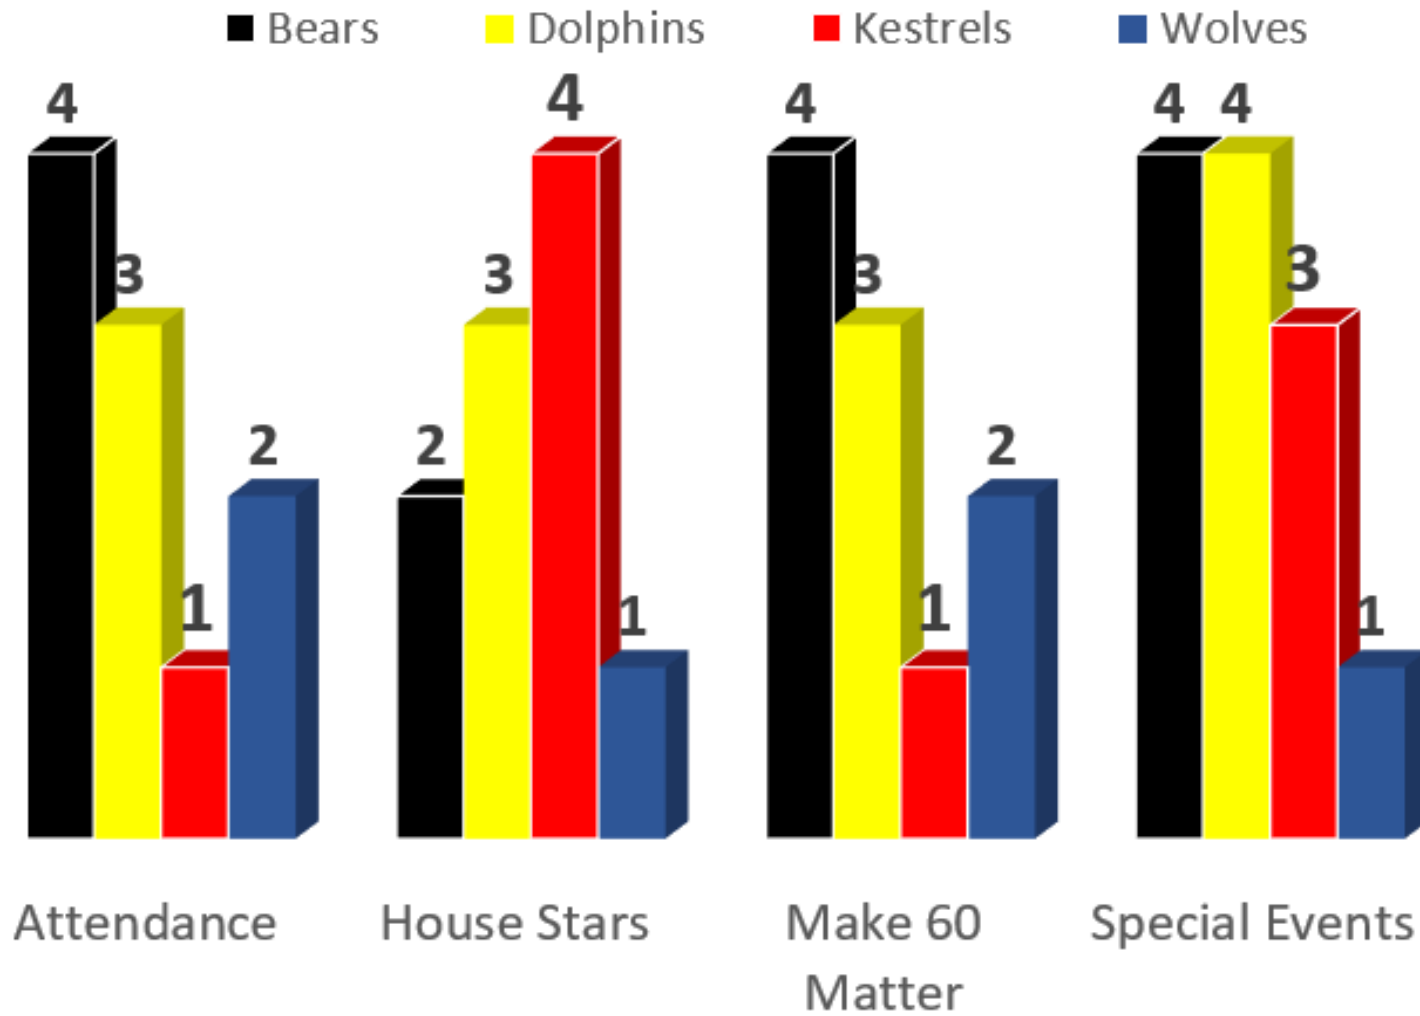 Bears Dolphins Kestrels Wolves
4 3 1 2
2 3 4 1
4 3 1 2
4 4 3 1
Attendance
House Stars
Make 60
Matter
Special Events